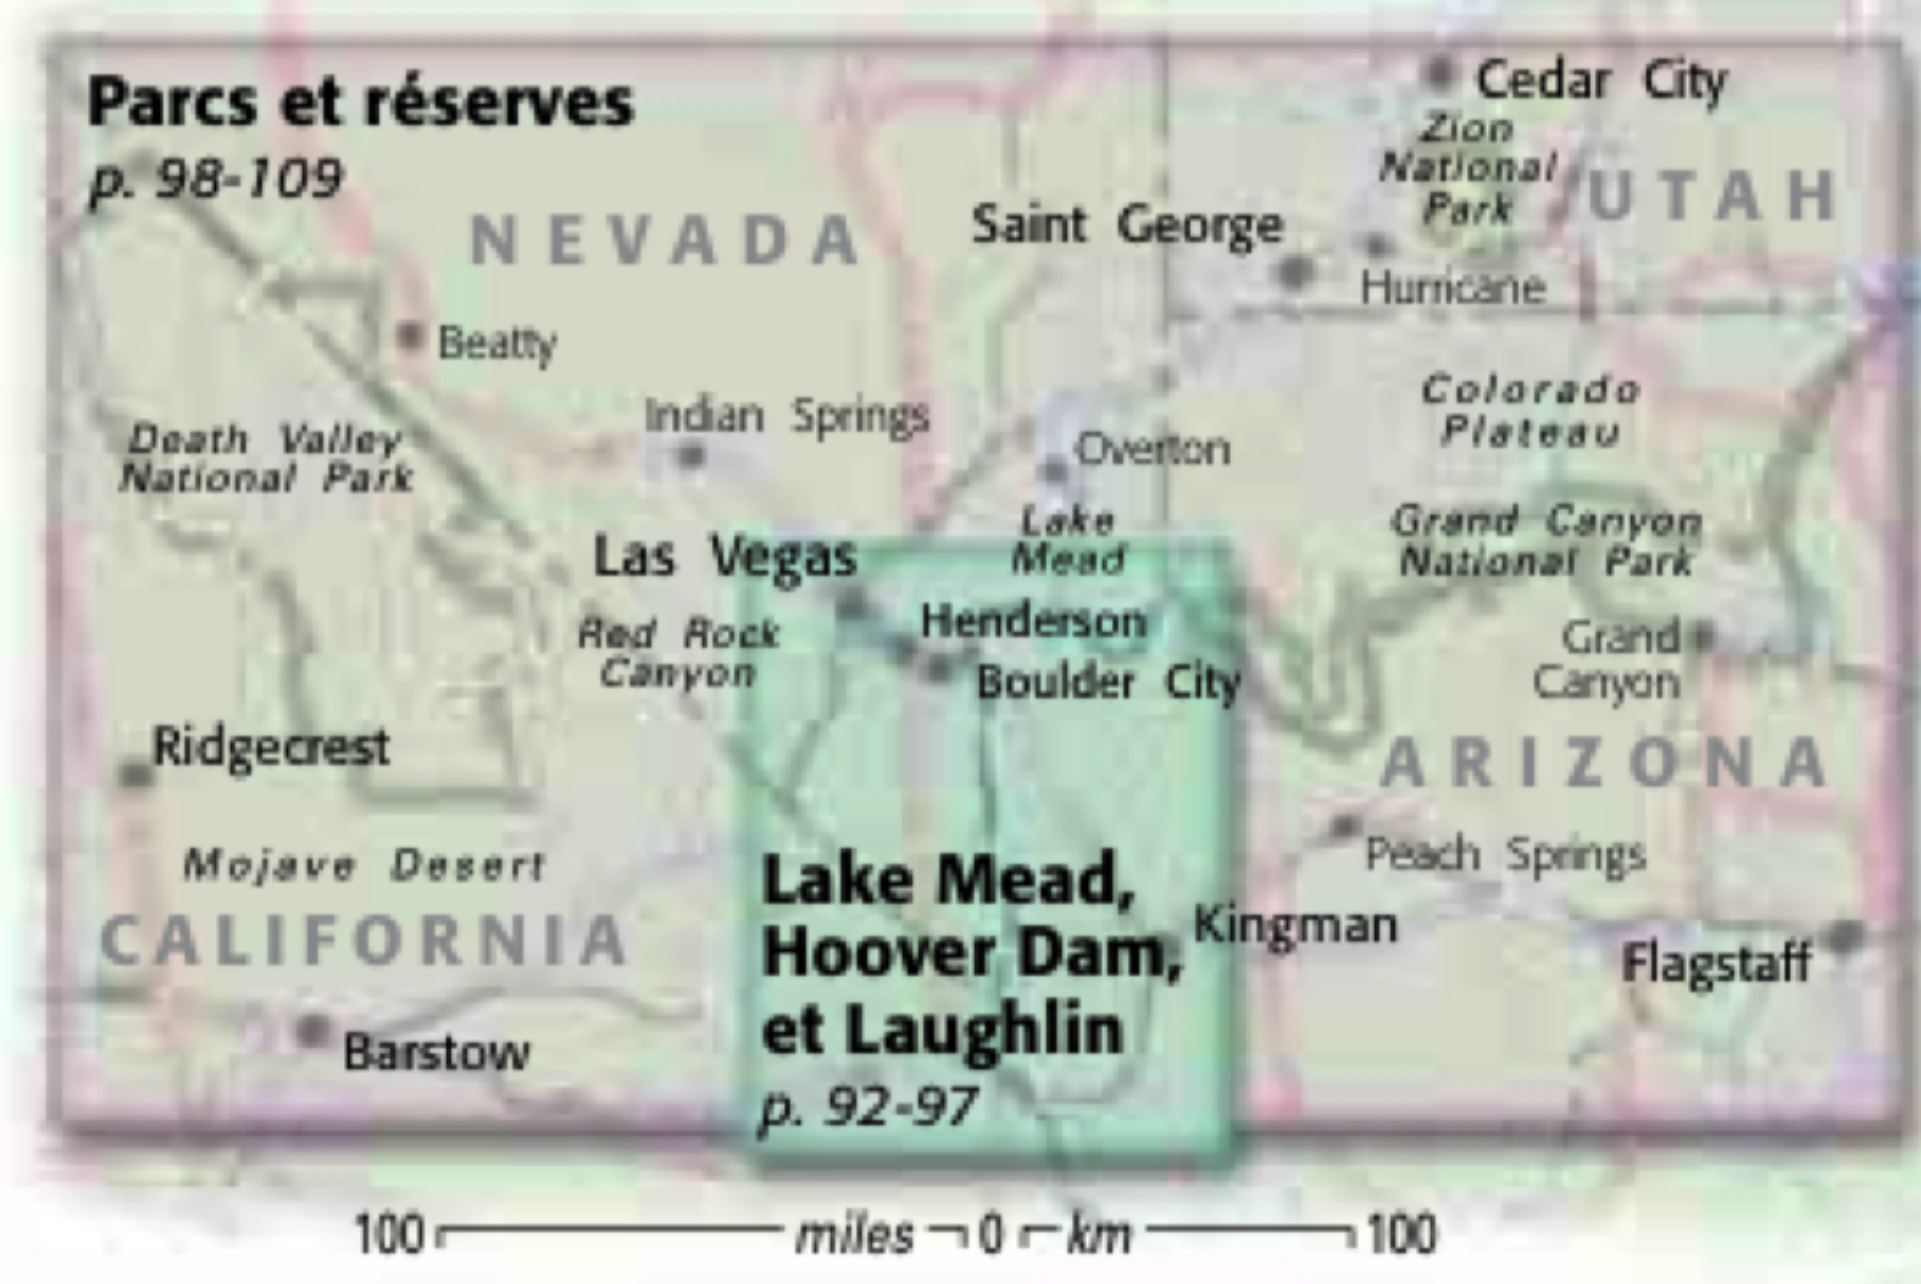 Parcs et réserves
p. 98-109
Cedar City
Zion
National
Park
UTAH
NEVADA
Saint George
Hurricane
Beatty
Colorado
Plateau
Indian Springs
Death Valley
National Park
Overton
Lake
Mead
Grand Canyon
National Park
Las Vegas
Henderson
Red Rock
Canyon
Boulder City
Grand
Canyon
Ridgecrest
ARIZONA
Peach Springs
Mojave Desert
CALIFORNIA
Lake Mead,
Hoover Dam,
et Laughlin
p. 92-97
Kingman
Flagstaff
Barstow
100 miles 0 km 100